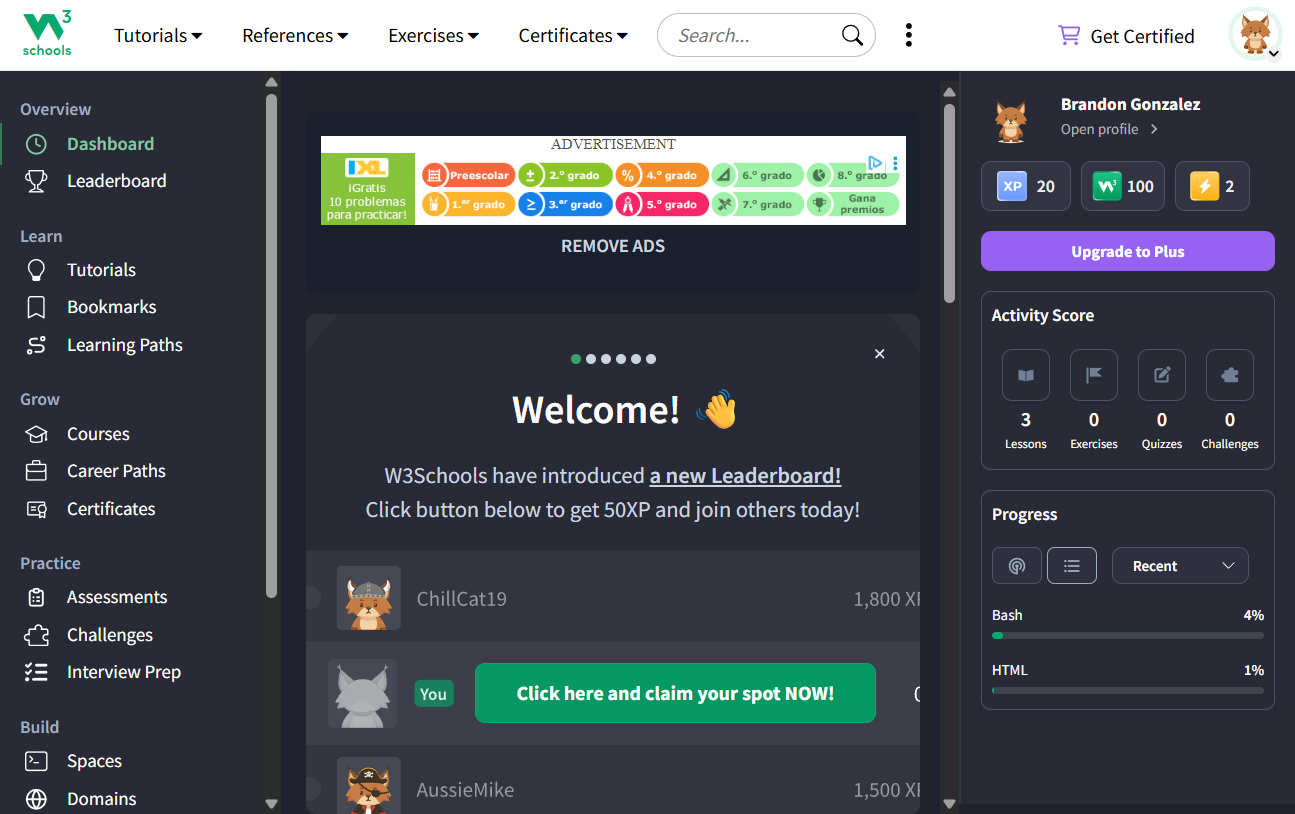 W3 schools
Tutorials
References
Exercises
Certificates
Search...
Get Certified
Overview
Dashboard
Leaderboard
Learn
Tutorials
Bookmarks
Learning Paths
Grow
Courses
Career Paths
Certificates
Practice
Assessments
Challenges
Interview Prep
Build
Spaces
Domains
ADVERTISEMENT
IXL
¡Gratis
10 problemas
para practicar!
Preescolar
2.º grado
4.º grado
6.º grado
8.º grado
1.er grado
3.er grado
5.º grado
7.º grado
Gana
premios
REMOVE ADS
Welcome!
W3Schools have introduced a new Leaderboard!
Click button below to get 50XP and join others today!
ChillCat19 1,800 XP
You Click here and claim your spot NOW!
AussieMike 1,500 XP
Brandon Gonzalez
Open profile
XP 20
W3 100
2
Upgrade to Plus
Activity Score
3 0 0 0
Lessons Exercises Quizzes Challenges
Progress
Recent
Bash 4%
HTML 1%